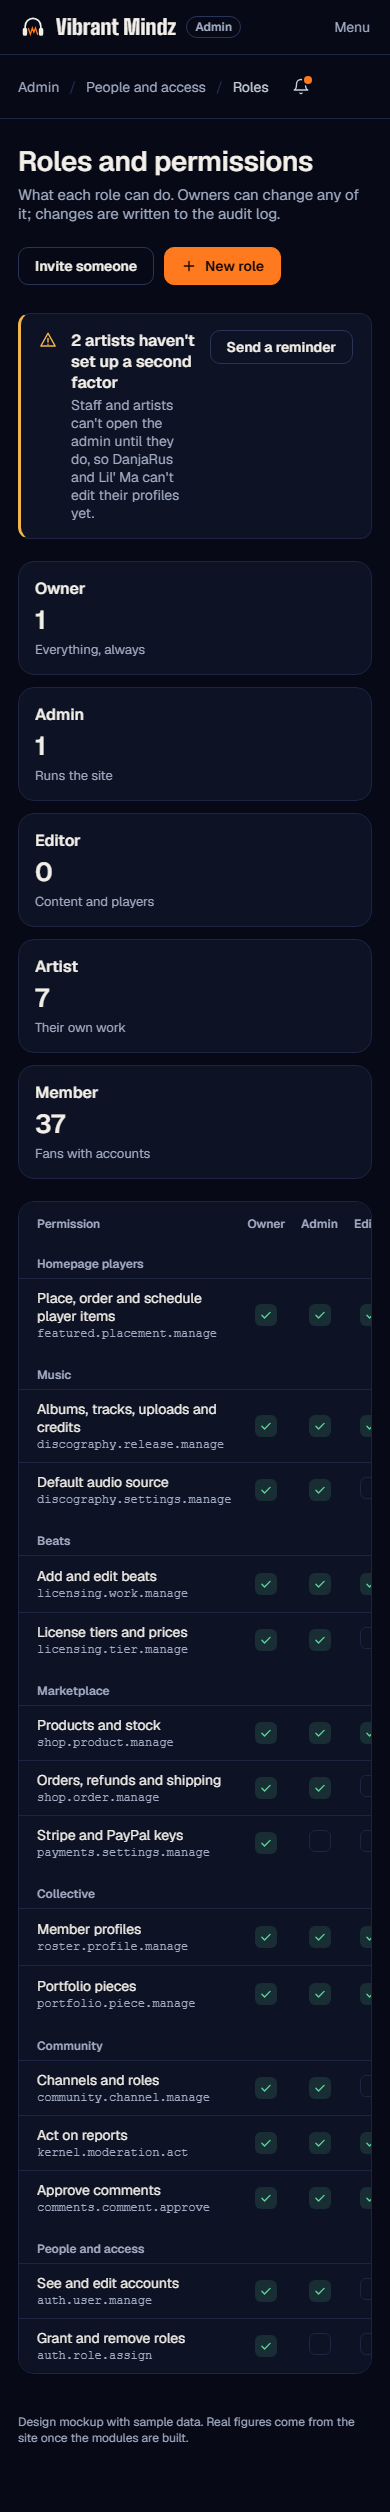 Vibrant Mindz Admin Menu
Admin / People and access / Roles
Roles and permissions
What each role can do. Owners can change any of
it; changes are written to the audit log.
Invite someone
+ New role
2 artists haven't
set up a second
factor
Staff and artists
can't open the
admin until they
do, so DanjaRus
and Lil' Ma can't
edit their profiles
yet.
Send a reminder
Owner
1
Everything, always
Admin
1
Runs the site
Editor
0
Content and players
Artist
7
Their own work
Member
37
Fans with accounts
Permission Owner Admin Edi
Homepage players
Place, order and schedule
player items
featured.placement.manage
Music
Albums, tracks, uploads and
credits
discography.release.manage
Default audio source
discography.settings.manage
Beats
Add and edit beats
licensing.work.manage
License tiers and prices
licensing.tier.manage
Marketplace
Products and stock
shop.product.manage
Orders, refunds and shipping
shop.order.manage
Stripe and PayPal keys
payments.settings.manage
Collective
Member profiles
roster.profile.manage
Portfolio pieces
portfolio.piece.manage
Community
Channels and roles
community.channel.manage
Act on reports
kernel.moderation.act
Approve comments
comments.comment.approve
People and access
See and edit accounts
auth.user.manage
Grant and remove roles
auth.role.assign
Design mockup with sample data. Real figures come from the
site once the modules are built.